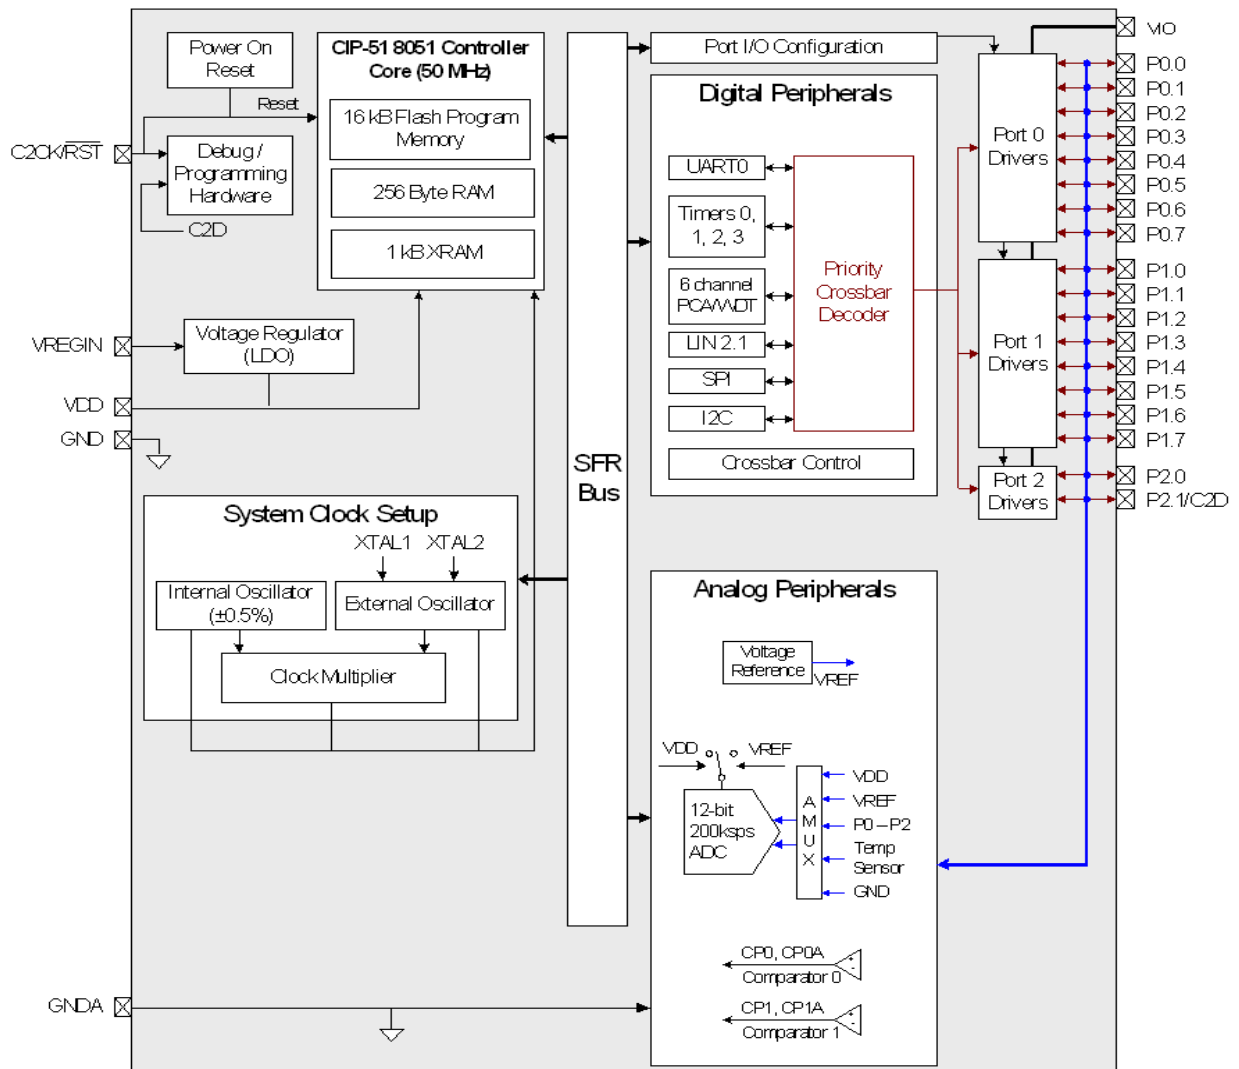 Power On
Reset
Reset
C2CK/RST
Debug /
Programming
Hardware
C2D
CIP-51 8051 Controller
Core (50 MHz)
16 kB Flash Program
Memory
256 Byte RAM
1 kB XRAM
VREGIN
Voltage Regulator
(LDO)
VDD
GND
System Clock Setup
XTAL1 XTAL2
Internal Oscillator
(±0.5%)
External Oscillator
Clock Multiplier
GNDA
SFR
Bus
Port I/O Configuration
Digital Peripherals
UART0
Timers 0,
1, 2, 3
6 channel
PCA/WDT
LIN 2.1
SPI
I2C
Priority
Crossbar
Decoder
Crossbar Control
Port 0
Drivers
Port 1
Drivers
Port 2
Drivers
VIO
P0.0
P0.1
P0.2
P0.3
P0.4
P0.5
P0.6
P0.7
P1.0
P1.1
P1.2
P1.3
P1.4
P1.5
P1.6
P1.7
P2.0
P2.1/C2D
Analog Peripherals
Voltage
Reference
VREF
VDD
VREF
12-bit
200ksps
ADC
A
M
U
X
VDD
VREF
P0 – P2
Temp
Sensor
GND
CP0, CP0A
Comparator 0
+
-
CP1, CP1A
Comparator 1
+
-